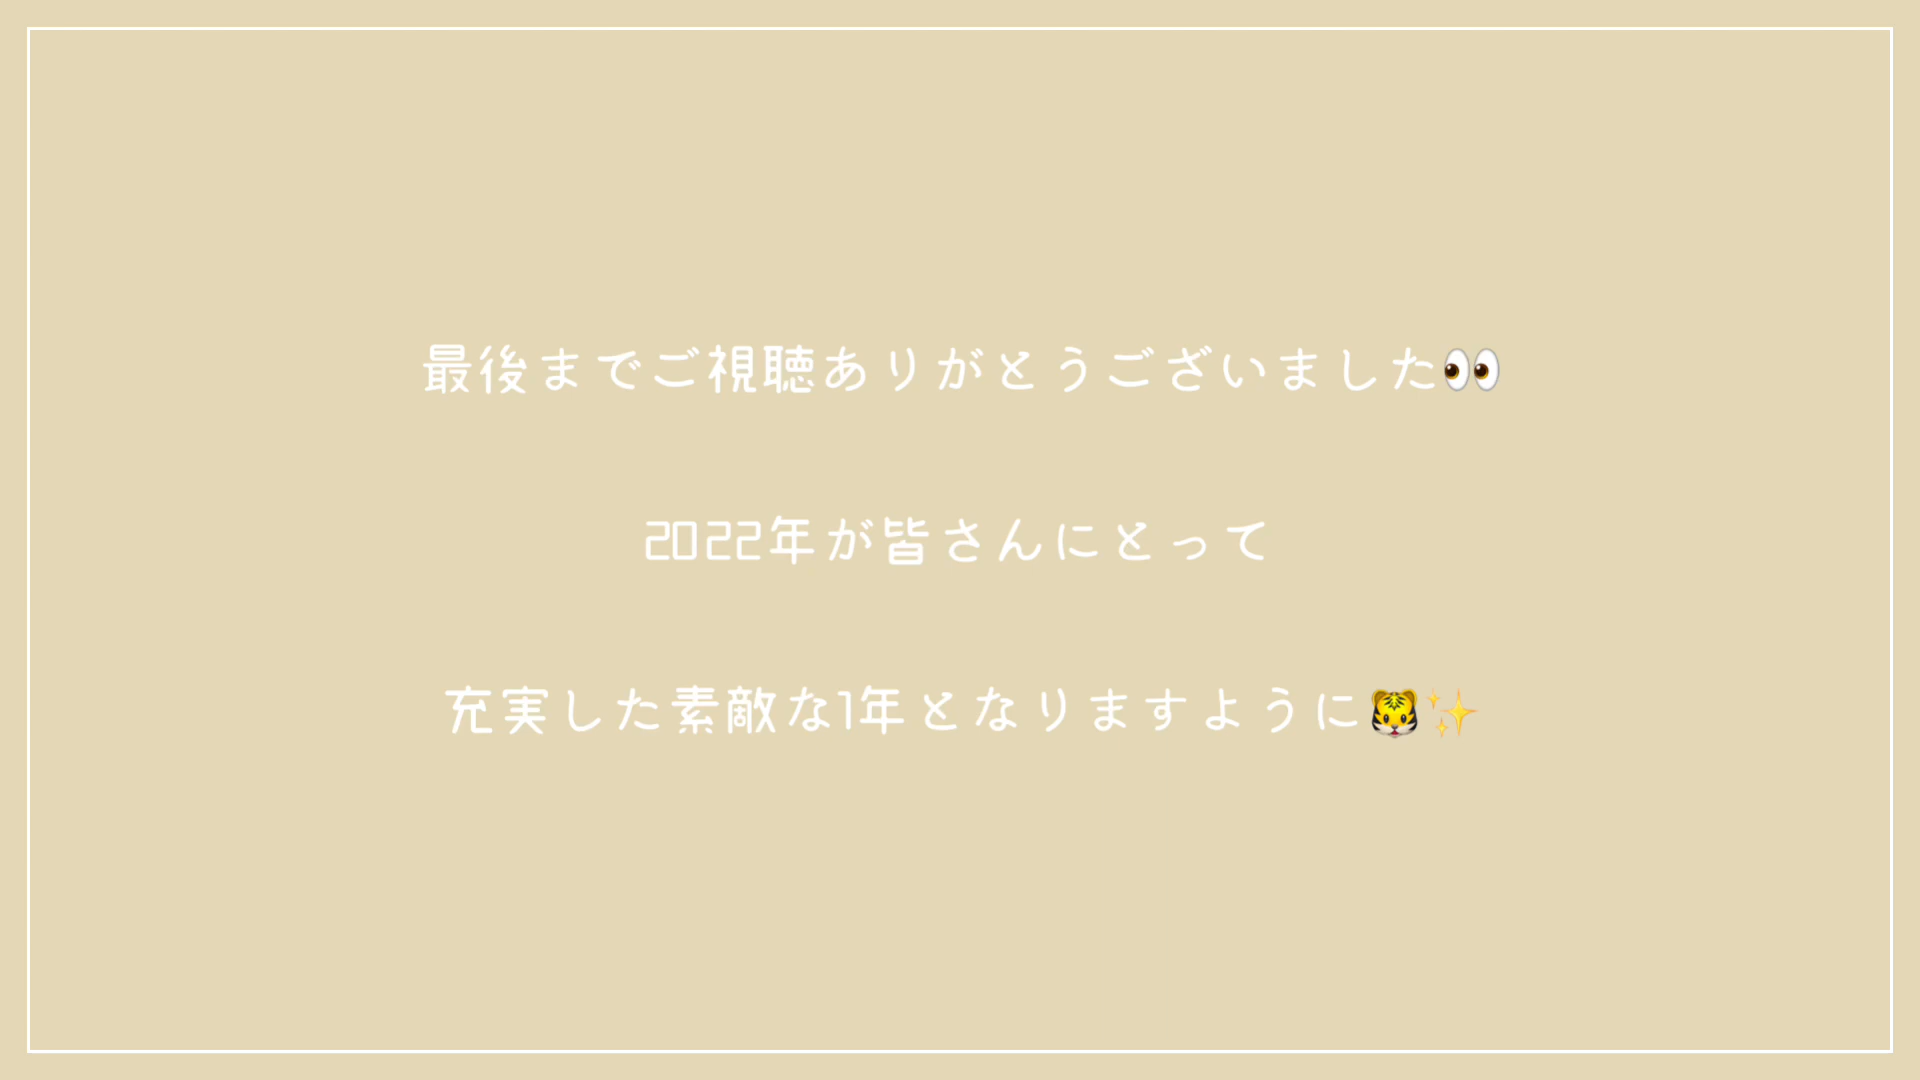 最後までご視聴ありがとうございました👀
2022年が皆さんにとって
充実した素敵な1年となりますように🐯✨